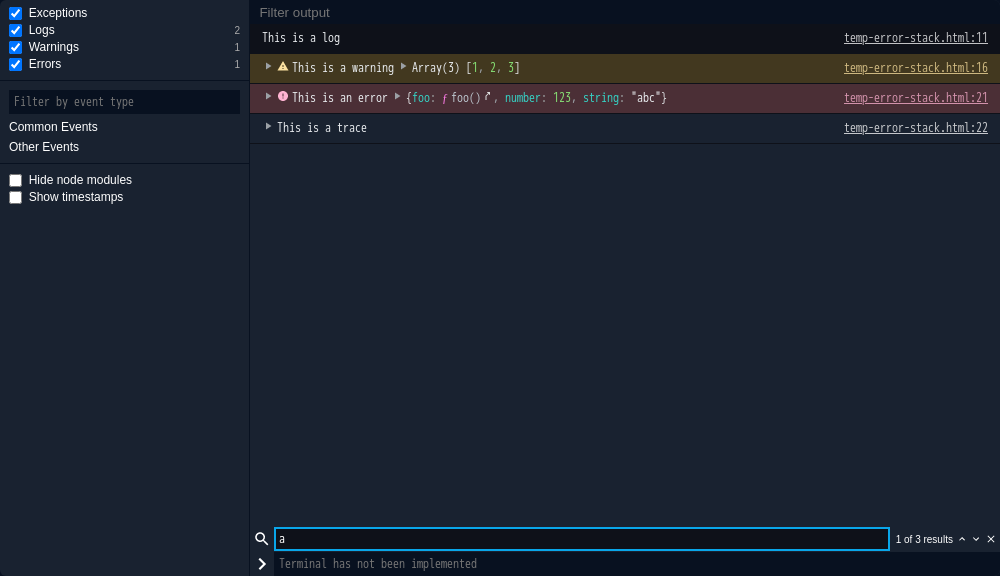 Exceptions
Logs 2
Warnings 1
Errors 1
Filter by event type
Common Events
Other Events
Hide node modules
Show timestamps
Filter output
This is a log temp-error-stack.html:11
This is a warning Array(3) [1, 2, 3] temp-error-stack.html:16
This is an error {foo: ƒ foo(), number: 123, string: "abc"} temp-error-stack.html:21
This is a trace temp-error-stack.html:22
a 1 of 3 results
Terminal has not been implemented